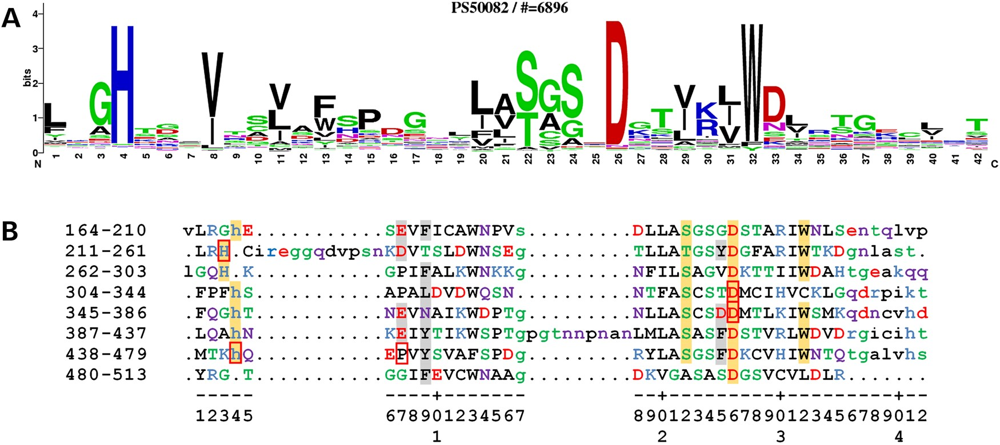 A
PS50082 / #=6896
bits
4
3
2
1
0
L G H V V F S P G L A S G S D T V K L W D L T G T
1 2 3 4 5 6 7 8 9 10 11 12 13 14 15 16 17 18 19 20 21 22 23 24 25 26 27 28 29 30 31 32 33 34 35 36 37 38 39 40 41 42
N C
B
164-210 vLRGhE...........SEVFICAWNPVs.........DLLASGSGDSTARIWNLSentqlvp
211-261 .LRH.CireggqdvpsnKDVTSLDWNSEg.........TLLATGSYDGFARIWTKDgnlast.
262-303 lGQH.K...........GPIFALKWNKKg.........NFILSAGVDKTTIIWDAHtgeakqq
304-344 .FPFhS...........APALDVDWQSN..........NTFASCSTDMCIHVCKLGqdrpikt
345-386 .FQGhT...........NEVNAIKWDPTg.........NLLASCSDDMTLKIWSMKqdncvhd
387-437 .LQAhN...........KEIYTIKWSPTgpgtnnpnanLMLASASFDSTVRLWDVDrgiciht
438-479 .MTKhQ...........EPVYSVAFSPDg.........RYLASGSFDKCVHIWNTQtgalvhs
480-513 .YRG.T...........GGIFEVCWNAAg.........DKVGASASDGSVCVLDLR.......
----- ----+------- --+---------+---------+--
12345 678901234567 8901234567890123456789012
1 2 3 4